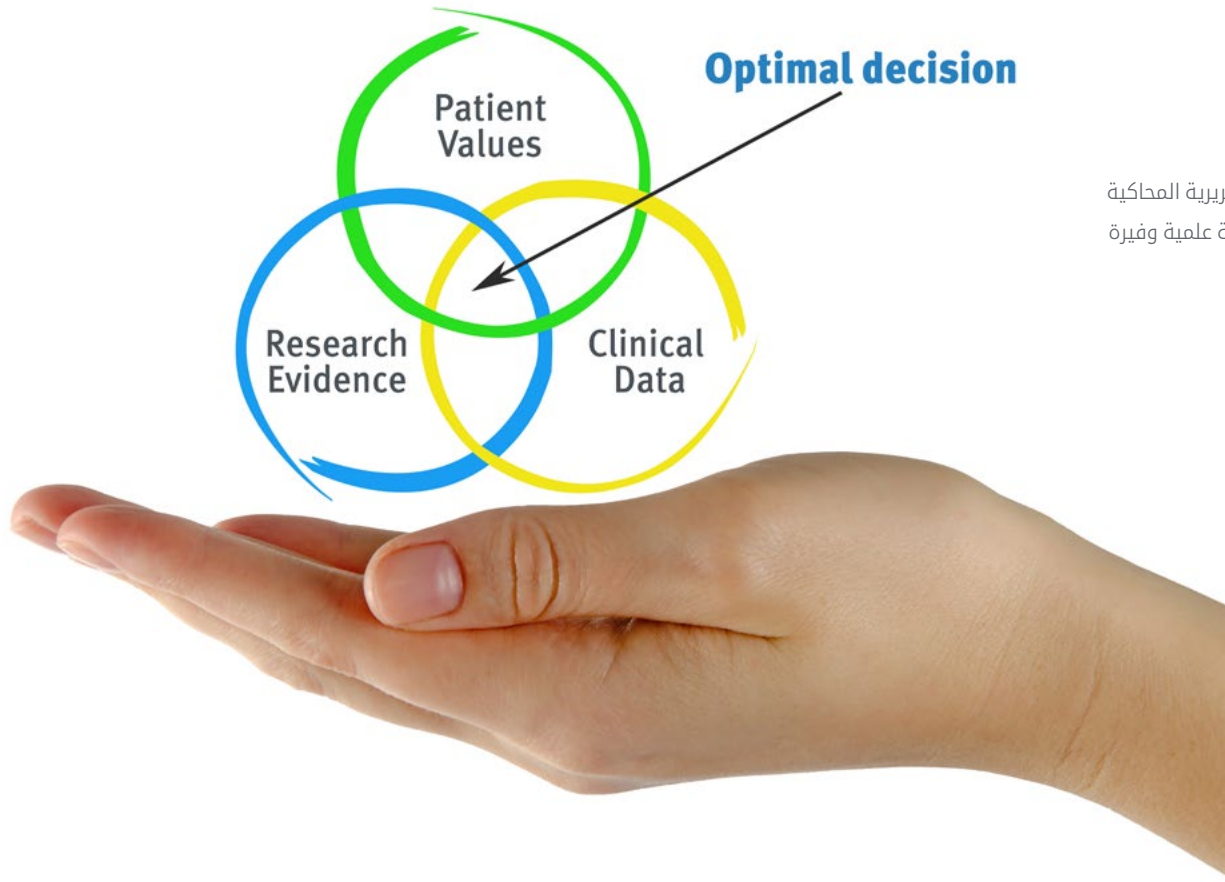 Optimal decision
Patient
Values
Research
Evidence
Clinical
Data
المحاكية
علمية وفيرة